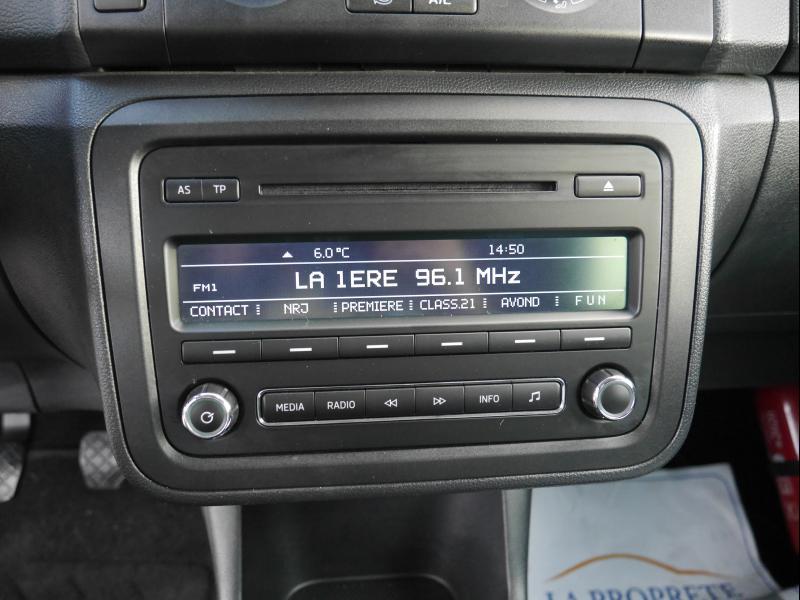 A/C
AS TP
6.0°C 14:50
LA 1ERE 96.1 MHz
FM1
CONTACT NRJ PREMIERE CLASS.21 AVOND FUN
MEDIA RADIO INFO
LA PROPRETE